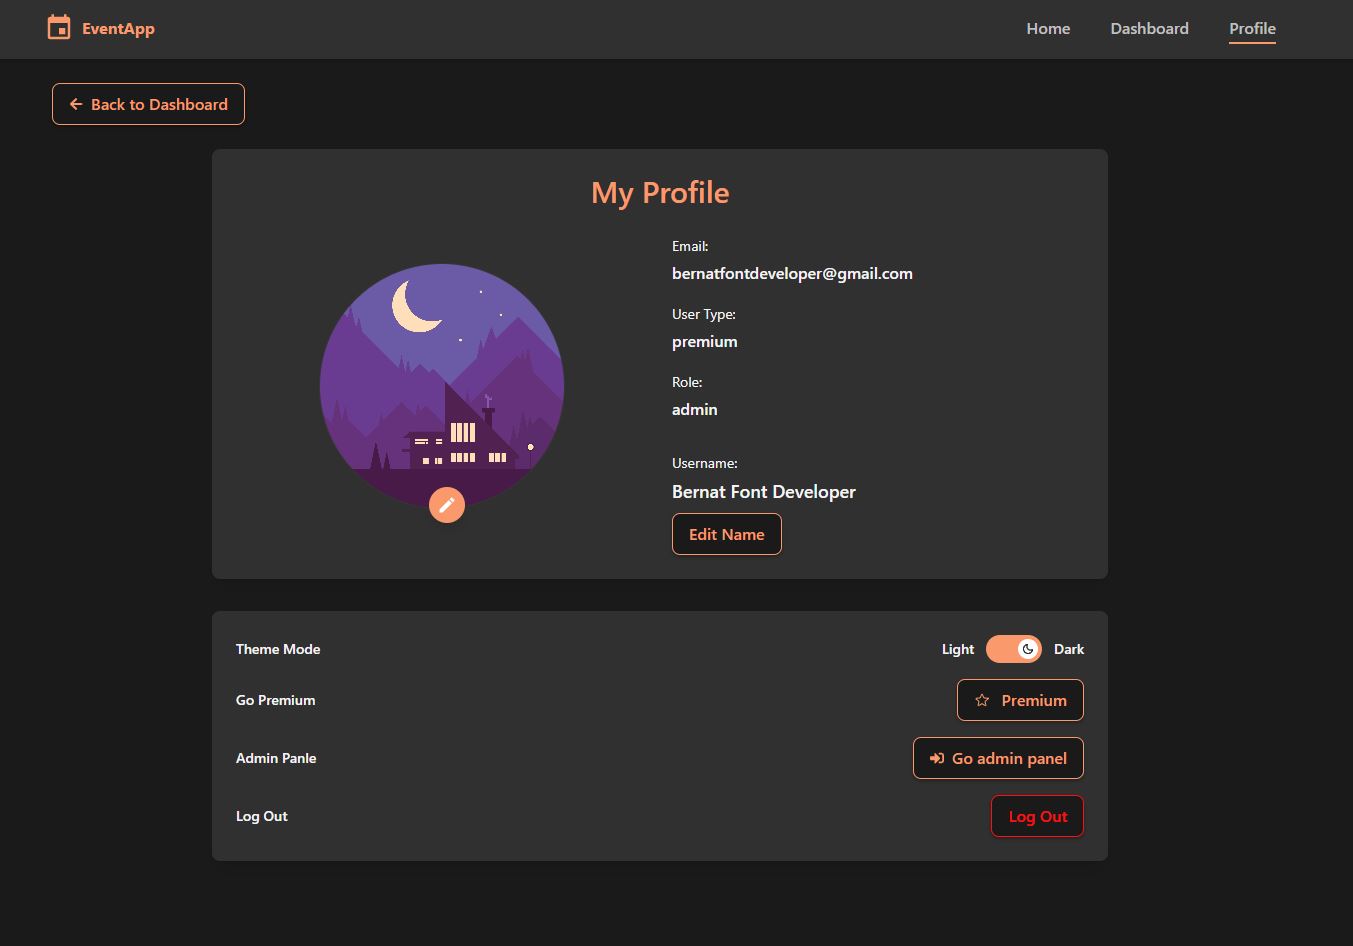 EventApp
Home
Dashboard
Profile
Back to Dashboard
My Profile
Email:
bernatfontdeveloper@gmail.com
User Type:
premium
Role:
admin
Username:
Bernat Font Developer
Edit Name
Theme Mode
Light
Dark
Go Premium
Premium
Admin Panle
Go admin panel
Log Out
Log Out